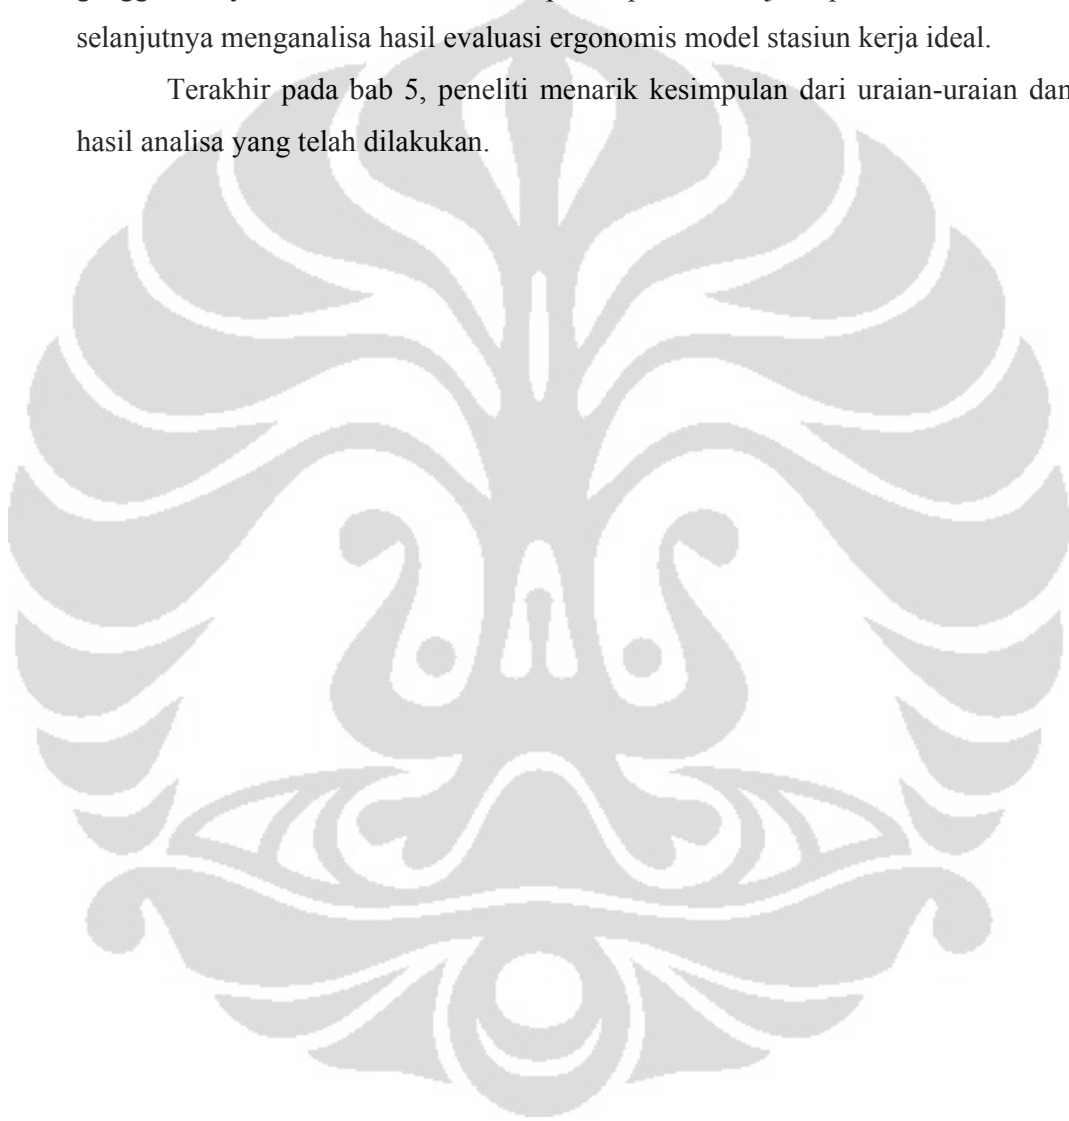 selanjutnya menganalisa hasil evaluasi ergonomis model stasiun kerja ideal.
Terakhir pada bab 5, peneliti menarik kesimpulan dari uraian-uraian dan
hasil analisa yang telah dilakukan.